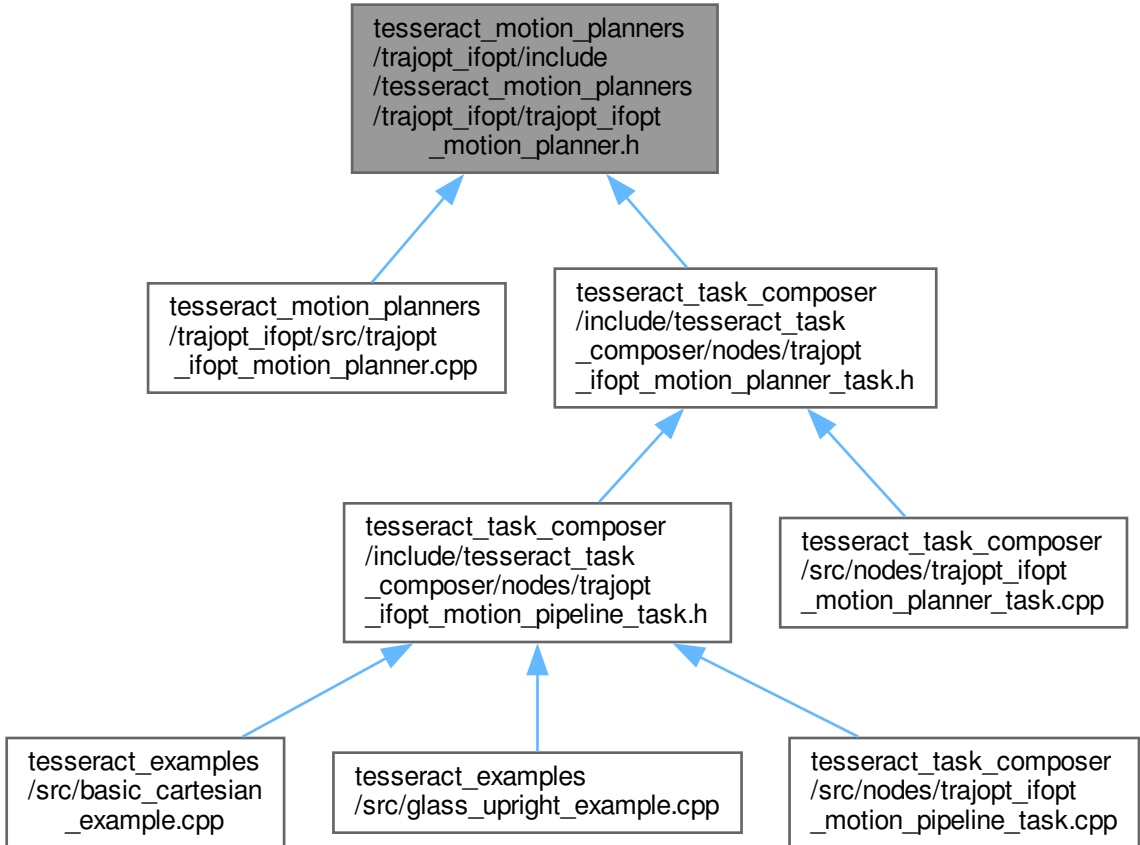 tesseract_motion_planners
/trajopt_ifopt/include
/tesseract_motion_planners
/trajopt_ifopt/trajopt_ifopt
_motion_planner.h
tesseract_motion_planners
/trajopt_ifopt/src/trajopt
_ifopt_motion_planner.cpp
tesseract_task_composer
/include/tesseract_task
_composer/nodes/trajopt
_ifopt_motion_planner_task.h
tesseract_task_composer
/include/tesseract_task
_composer/nodes/trajopt
_ifopt_motion_pipeline_task.h
tesseract_task_composer
/src/nodes/trajopt_ifopt
_motion_planner_task.cpp
tesseract_examples
/src/basic_cartesian
_example.cpp
tesseract_examples
/src/glass_upright_example.cpp
tesseract_task_composer
/src/nodes/trajopt_ifopt
_motion_pipeline_task.cpp